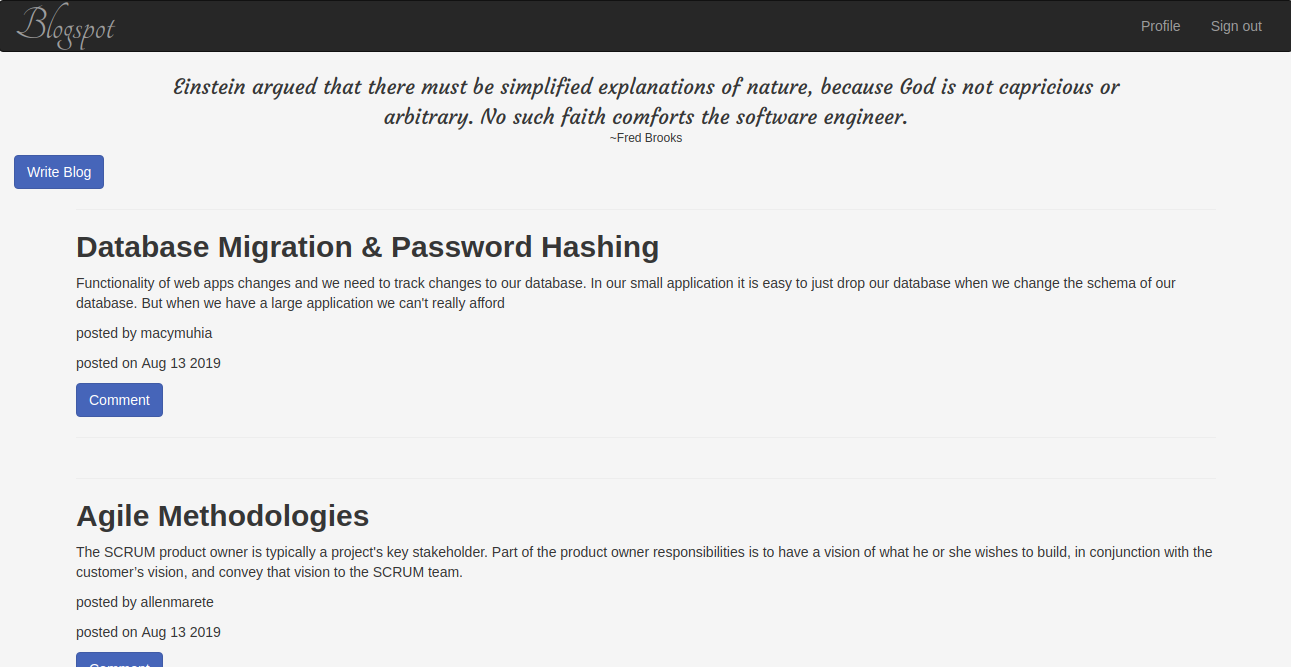 Blogspot
Profile
Sign out
Einstein argued that there must be simplified explanations of nature, because God is not capricious or
arbitrary. No such faith comforts the software engineer.
~Fred Brooks
Write Blog
Database Migration & Password Hashing
Functionality of web apps changes and we need to track changes to our database. In our small application it is easy to just drop our database when we change the schema of our
database. But when we have a large application we can't really afford
posted by macymuhia
posted on Aug 13 2019
Comment
Agile Methodologies
The SCRUM product owner is typically a project's key stakeholder. Part of the product owner responsibilities is to have a vision of what he or she wishes to build, in conjunction with the
customer’s vision, and convey that vision to the SCRUM team.
posted by allenmarete
posted on Aug 13 2019
Comment